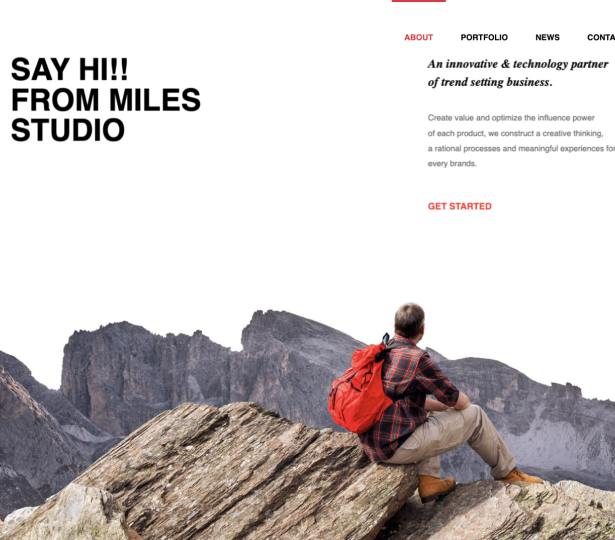 ABOUT PORTFOLIO NEWS
SAY HI!!
FROM MILES
STUDIO
An innovative & technology partner
of trend setting business.
Create value and optimize the influence power
of each product, we construct a creative thinking,
a rational processes and meaningful experiences for
every brands.
GET STARTED